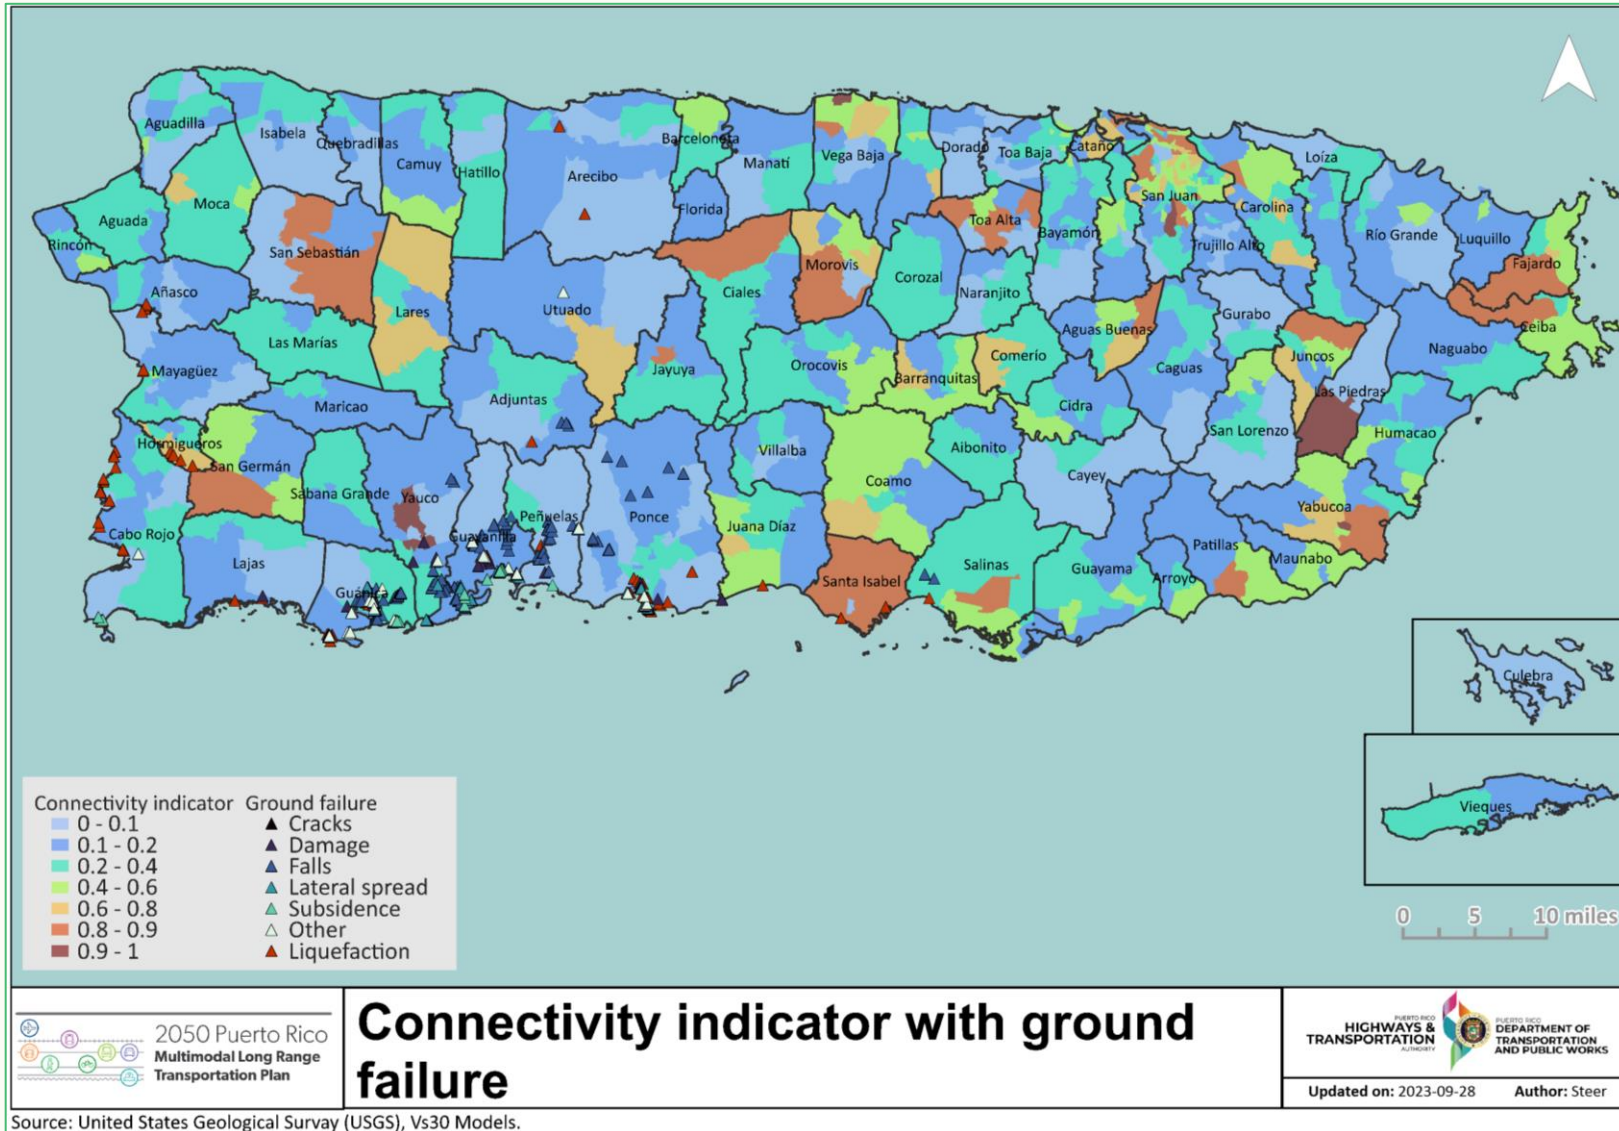 Aguadilla
Isabela
Quebradillas
Camuy
Hatillo
Arecibo
Barceloneta
Manatí
Vega Baja
Dorado
Toa Baja
Cataño
Loíza
Moca
Aguada
Rincón
San Sebastián
Florida
Morovis
Corozal
Toa Alta
Bayamón
San Juan
Carolina
Trujillo Alto
Río Grande
Luquillo
Fajardo
Ceiba
Añasco
Lares
Utuado
Ciales
Naranjito
Gurabo
Aguas Buenas
Naguabo
Las Marías
Mayagüez
Jayuya
Orocovis
Barranquitas
Comerío
Caguas
Juncos
Las Piedras
Maricao
Adjuntas
Cidra
San Lorenzo
Humacao
Hormigueros
San Germán
Sabana Grande
Yauco
Villalba
Aibonito
Cayey
Coamo
Yabucoa
Cabo Rojo
Lajas
Guánica
Guayanilla
Peñuelas
Ponce
Juana Díaz
Santa Isabel
Salinas
Guayama
Arroyo
Patillas
Maunabo
Culebra
Vieques
Connectivity indicator
0 - 0.1
0.1 - 0.2
0.2 - 0.4
0.4 - 0.6
0.6 - 0.8
0.8 - 0.9
0.9 - 1
Ground failure
Cracks
Damage
Falls
Lateral spread
Subsidence
Other
Liquefaction
0 5 10 miles
2050 Puerto Rico
Multimodal Long Range
Transportation Plan
Connectivity indicator with ground
failure
PUERTO RICO
HIGHWAYS &
TRANSPORTATION
AUTHORITY
PUERTO RICO
DEPARTMENT OF
TRANSPORTATION
AND PUBLIC WORKS
Updated on: 2023-09-28 Author: Steer
Source: United States Geological Survay (USGS), Vs30 Models.